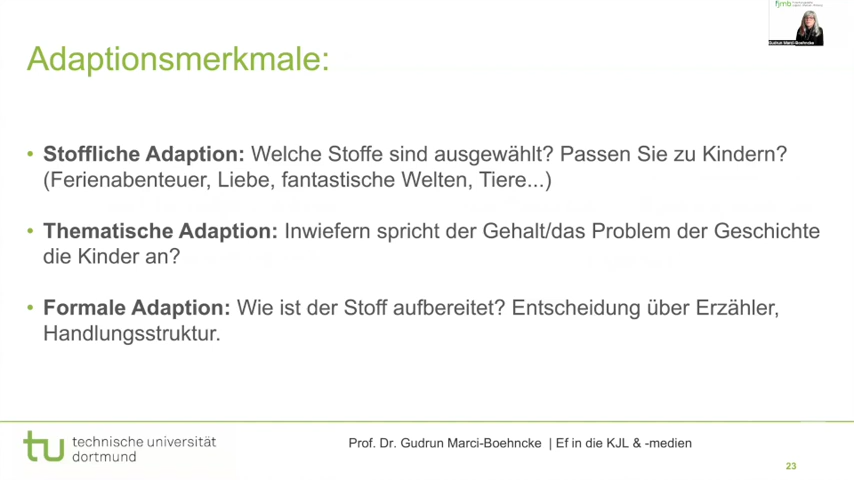 fjmb
Gudrun Marci-Boehncke
Adaptionsmerkmale:
• Stoffliche Adaption: Welche Stoffe sind ausgewählt? Passen Sie zu Kindern?
(Ferienabenteuer, Liebe, fantastische Welten, Tiere...)
• Thematische Adaption: Inwiefern spricht der Gehalt/das Problem der Geschichte
die Kinder an?
• Formale Adaption: Wie ist der Stoff aufbereitet? Entscheidung über Erzähler,
Handlungsstruktur.
tu technische universität
dortmund
Prof. Dr. Gudrun Marci-Boehncke | Ef in die KJL & -medien
23